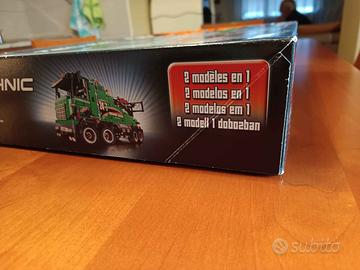 HNIC
2 modèles en 1
2 modelos en 1
2 modelos em 1
2 modell 1 dobozban
subito